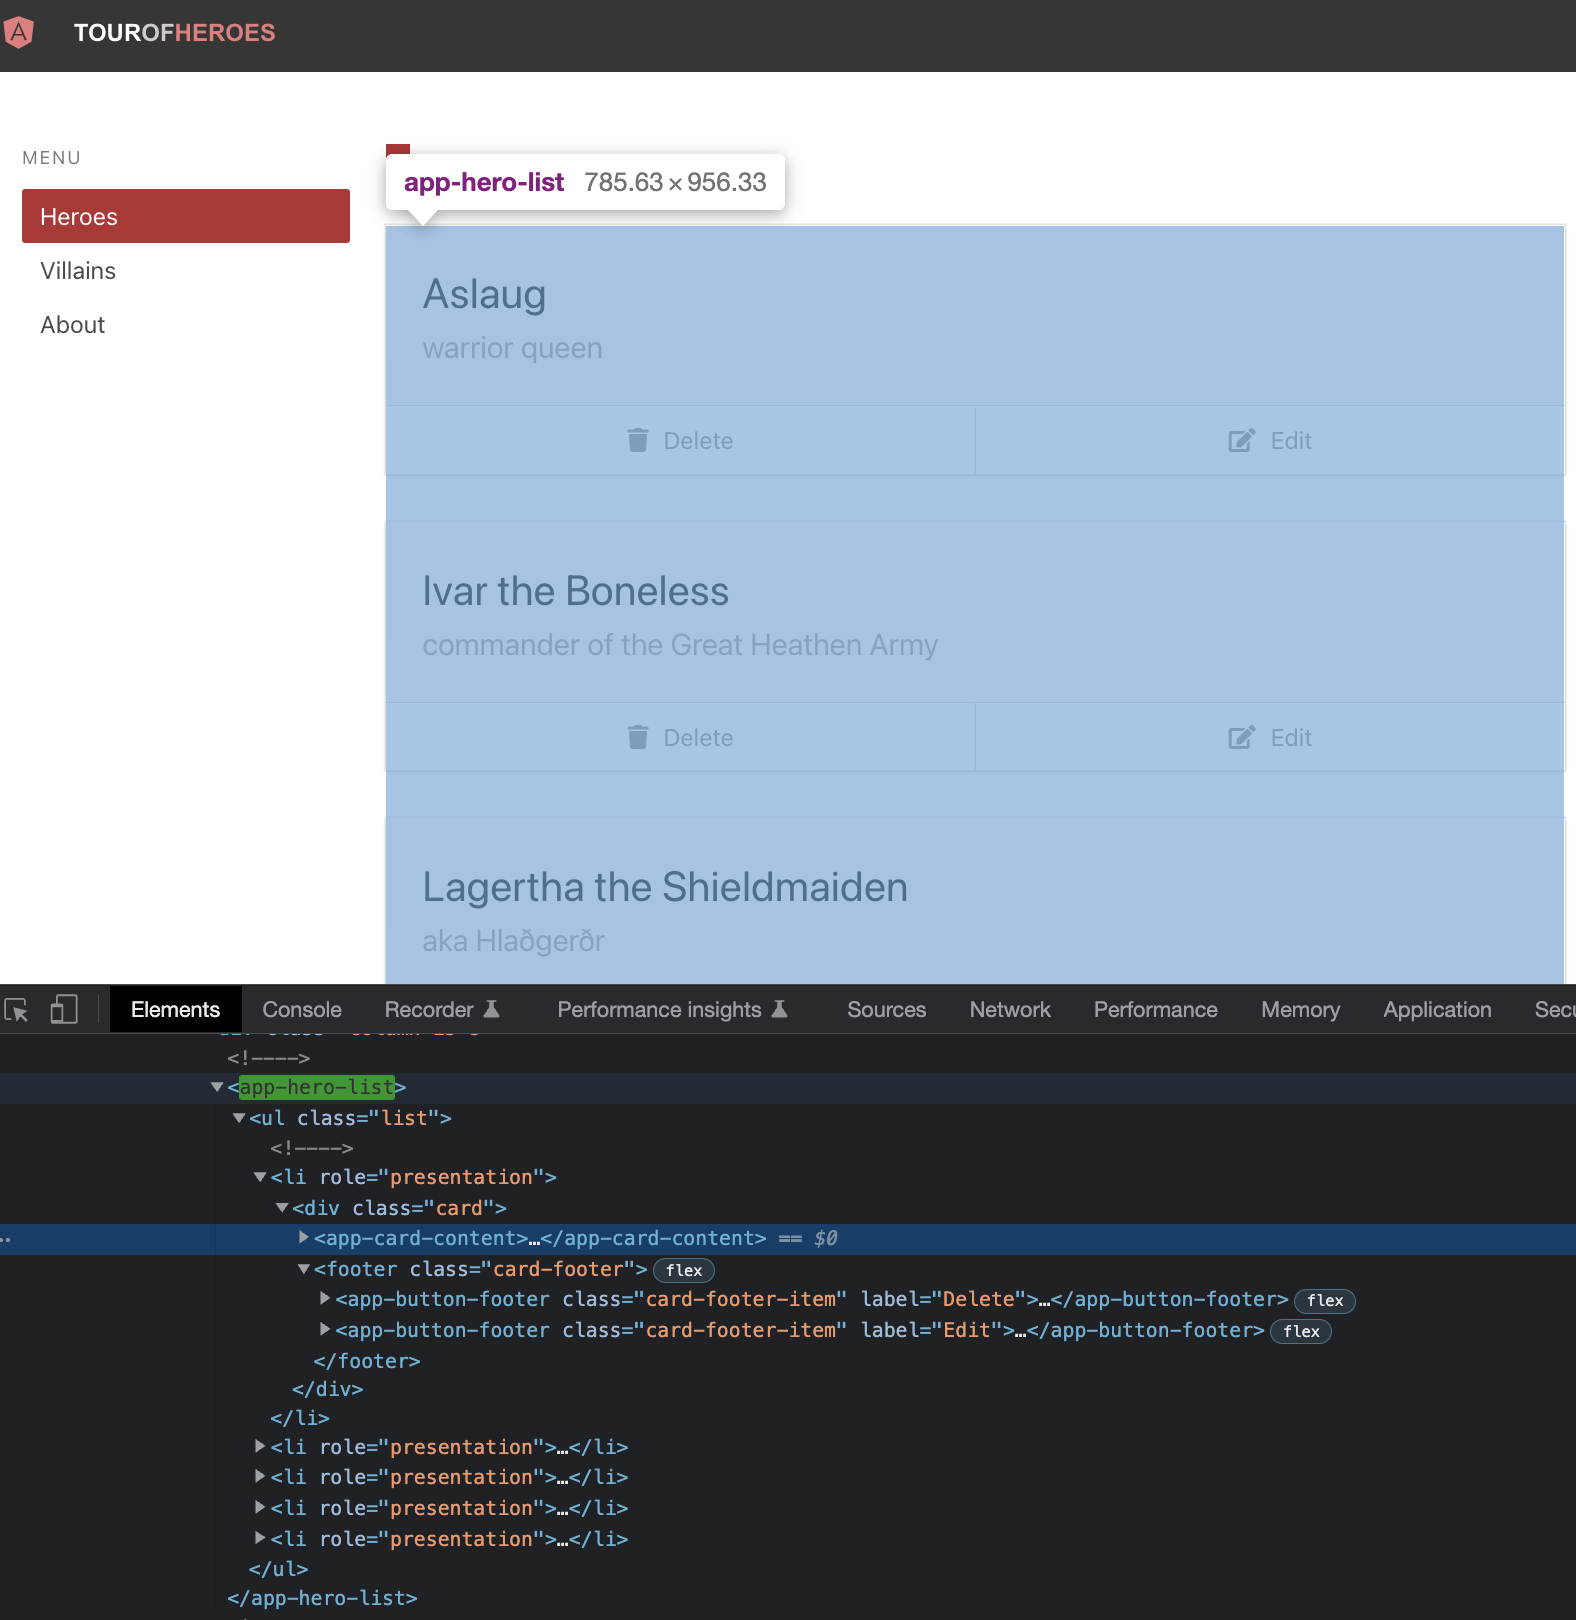 TOUROFHEROES
MENU
Heroes
Villains
About
app-hero-list 785.63×956.33
Aslaug
warrior queen
Delete Edit
Ivar the Boneless
commander of the Great Heathen Army
Delete Edit
Lagertha the Shieldmaiden
aka Hlaðgerðr
Elements Console Recorder Performance insights Sources Network Performance Memory Application Secu
<!---->
<app-hero-list>
<ul class="list">
<!---->
<li role="presentation">
<div class="card">
<app-card-content>…</app-card-content> == $0
<footer class="card-footer"> flex
<app-button-footer class="card-footer-item" label="Delete">…</app-button-footer> flex
<app-button-footer class="card-footer-item" label="Edit">…</app-button-footer> flex
</footer>
</div>
</li>
<li role="presentation">…</li>
<li role="presentation">…</li>
<li role="presentation">…</li>
<li role="presentation">…</li>
</ul>
</app-hero-list>